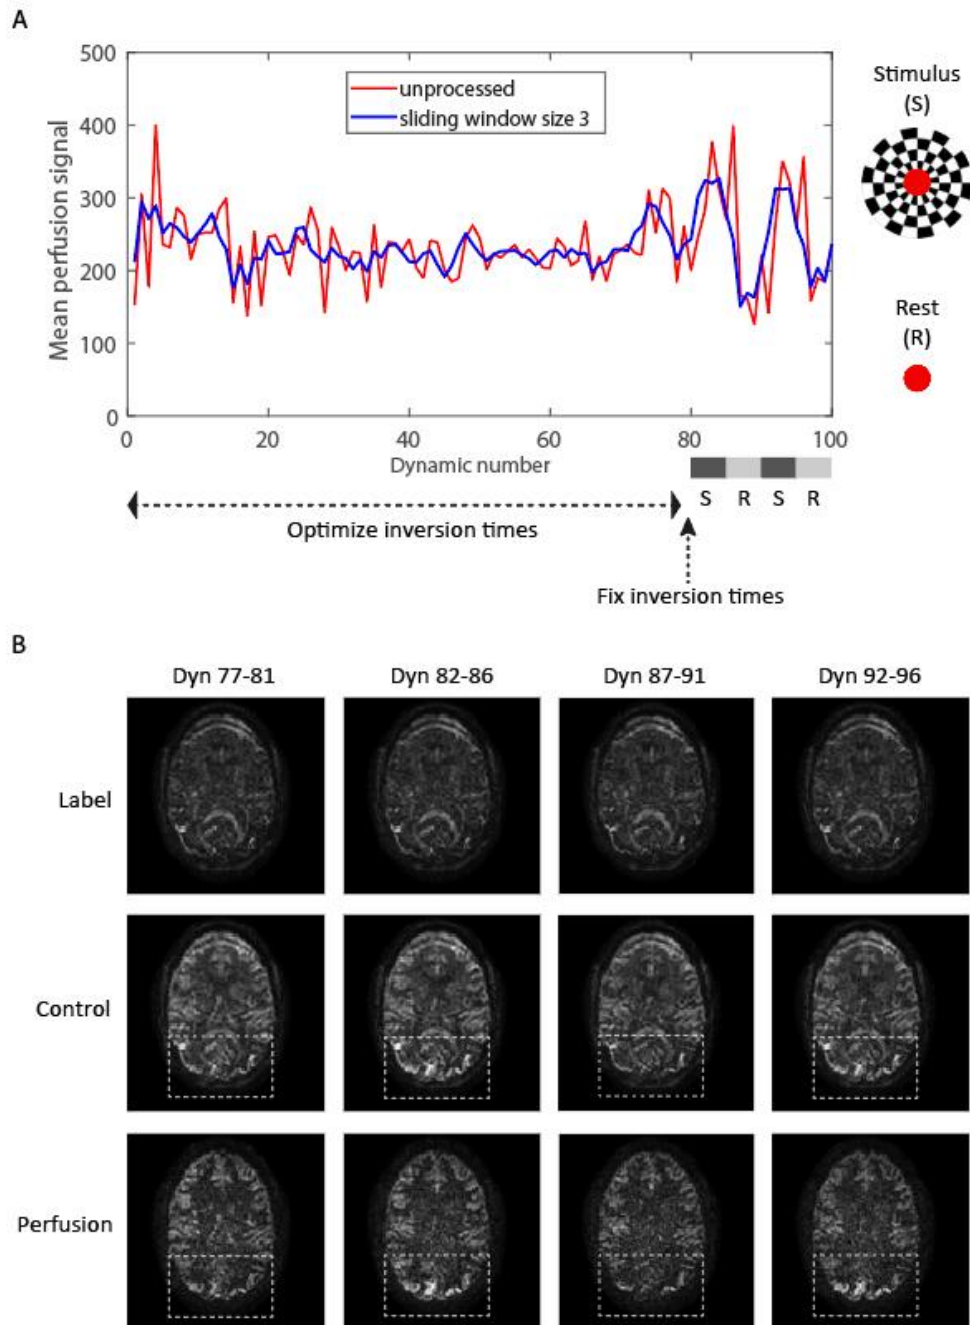 A
500
400
300
200
100
0
Mean perfusion signal
unprocessed
sliding window size 3
0 20 40 60 80 100
Dynamic number
S R S R
Optimize inversion times
Fix inversion times
Stimulus
(S)
Rest
(R)
B
Dyn 77-81 Dyn 82-86 Dyn 87-91 Dyn 92-96
Label
Control
Perfusion